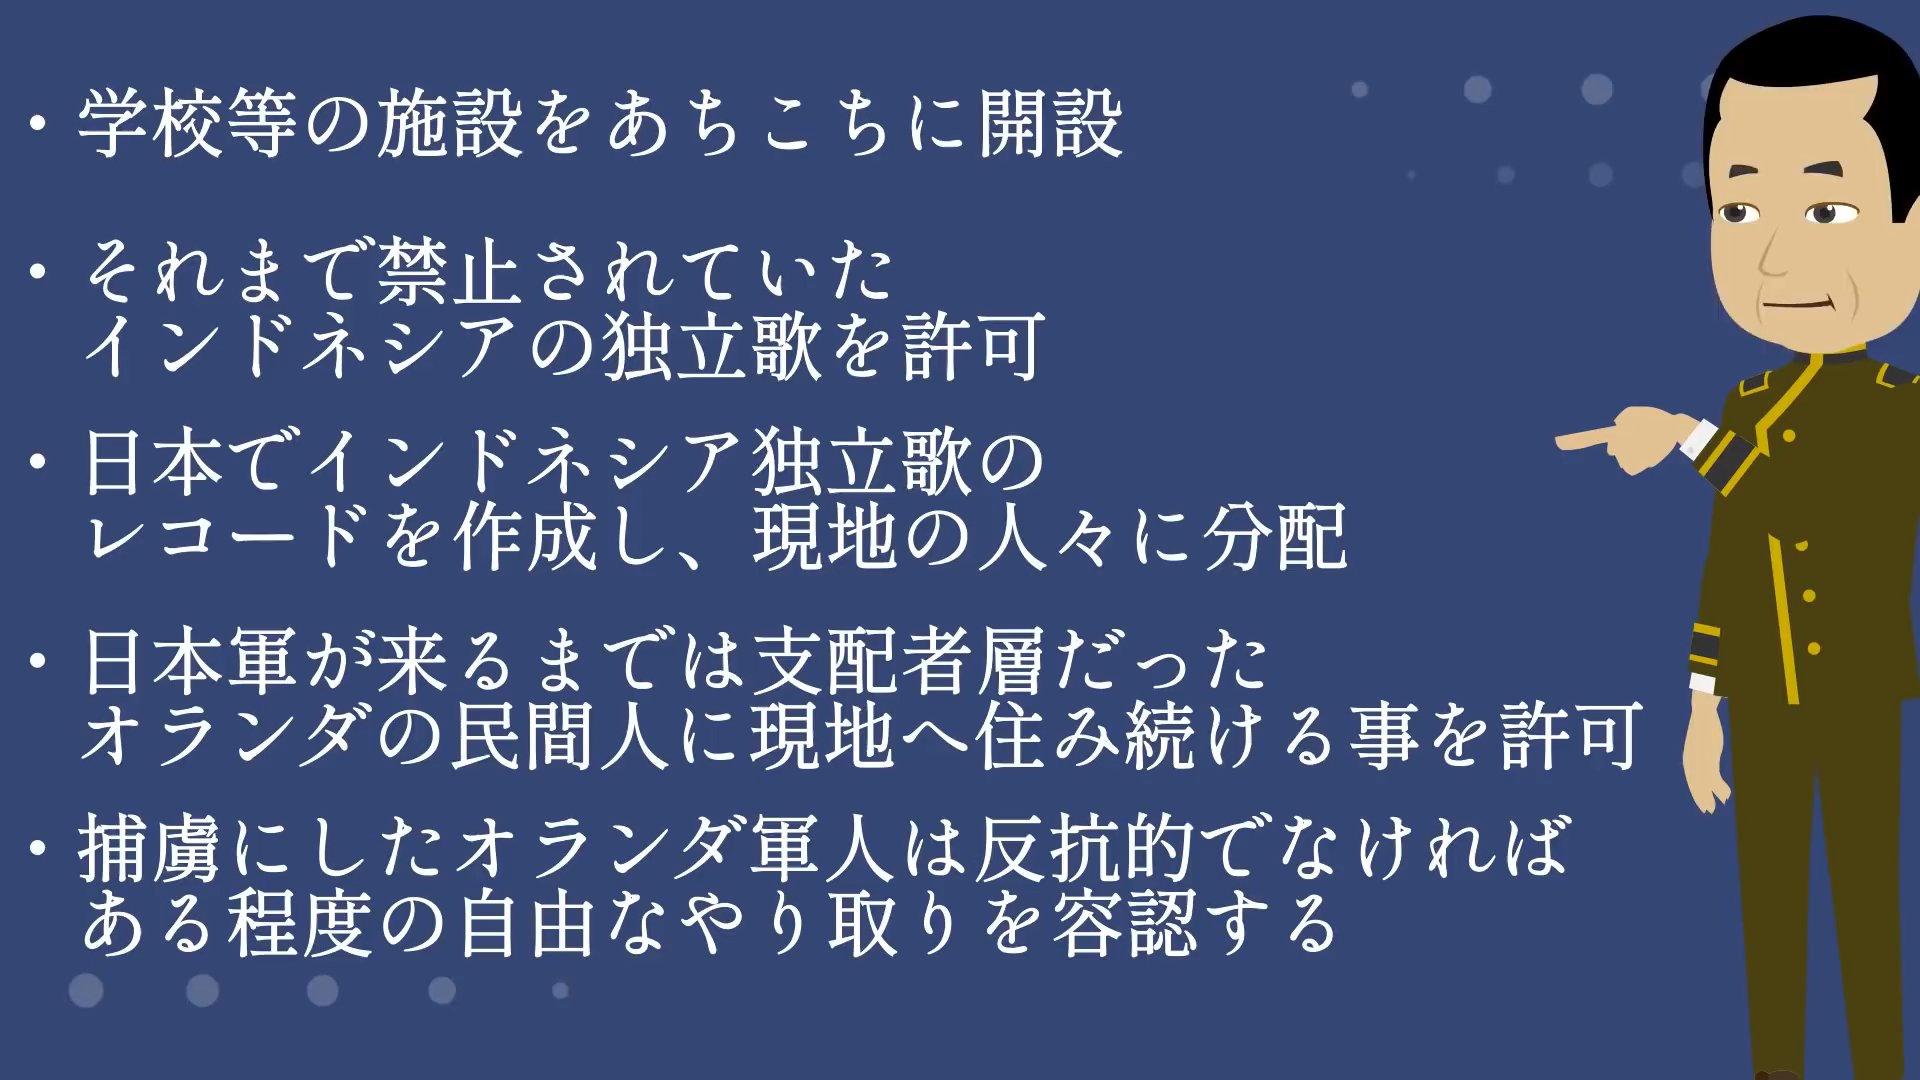 ・学校等の施設をあちこちに開設
・それまで禁止されていた
インドネシアの独立歌を許可
・日本でインドネシア独立歌の
レコードを作成し、現地の人々に分配
・日本軍が来るまでは支配者層だった
オランダの民間人に現地へ住み続ける事を許可
・捕虜にしたオランダ軍人は反抗的でなければ
ある程度の自由なやり取りを容認する